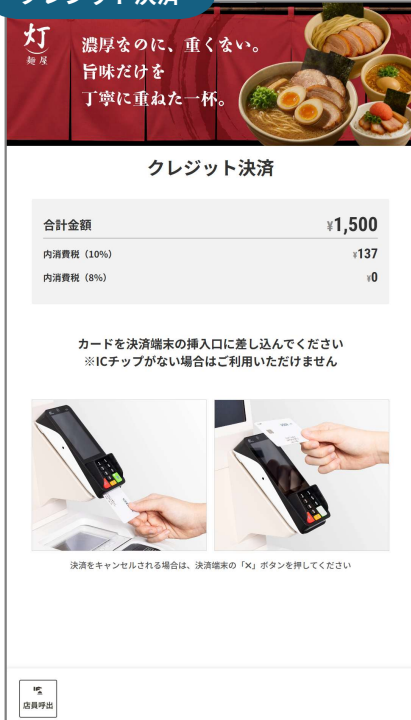 クレジット決済
灯
麺屋
濃厚なのに、重くない。
旨味だけを
丁寧に重ねた一杯。
クレジット決済
合計金額 ¥1,500
内消費税（10%） ¥137
内消費税（8%） ¥0
カードを決済端末の挿入口に差し込んでください
※ICチップがない場合はご利用いただけません
決済をキャンセルされる場合は、決済端末の「✕」ボタンを押してください
店員呼出